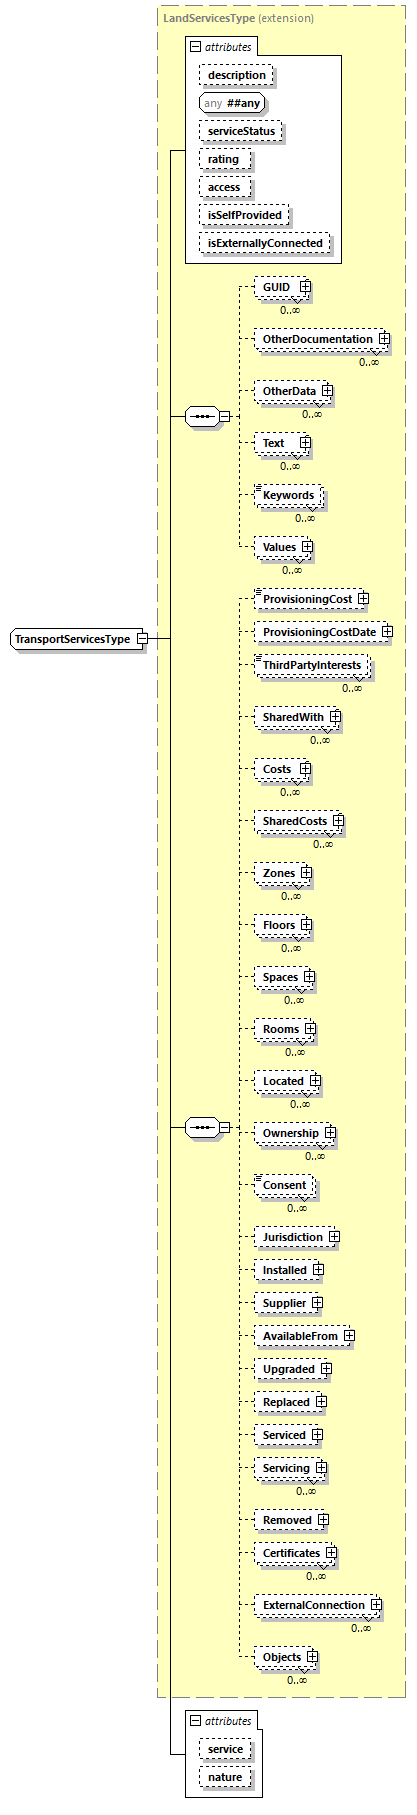 LandServicesType (extension)
attributes
description
any ##any
serviceStatus
rating
access
isSelfProvided
isExternallyConnected
GUID
0..∞
OtherDocumentation
0..∞
OtherData
0..∞
Text
0..∞
Keywords
0..∞
Values
0..∞
ProvisioningCost
ProvisioningCostDate
TransportServicesType
ThirdPartyInterests
0..∞
SharedWith
0..∞
Costs
0..∞
SharedCosts
0..∞
Zones
0..∞
Floors
0..∞
Spaces
0..∞
Rooms
0..∞
Located
0..∞
Ownership
0..∞
Consent
0..∞
Jurisdiction
Installed
Supplier
AvailableFrom
Upgraded
Replaced
Serviced
Servicing
0..∞
Removed
Certificates
0..∞
ExternalConnection
0..∞
Objects
0..∞
attributes
service
nature